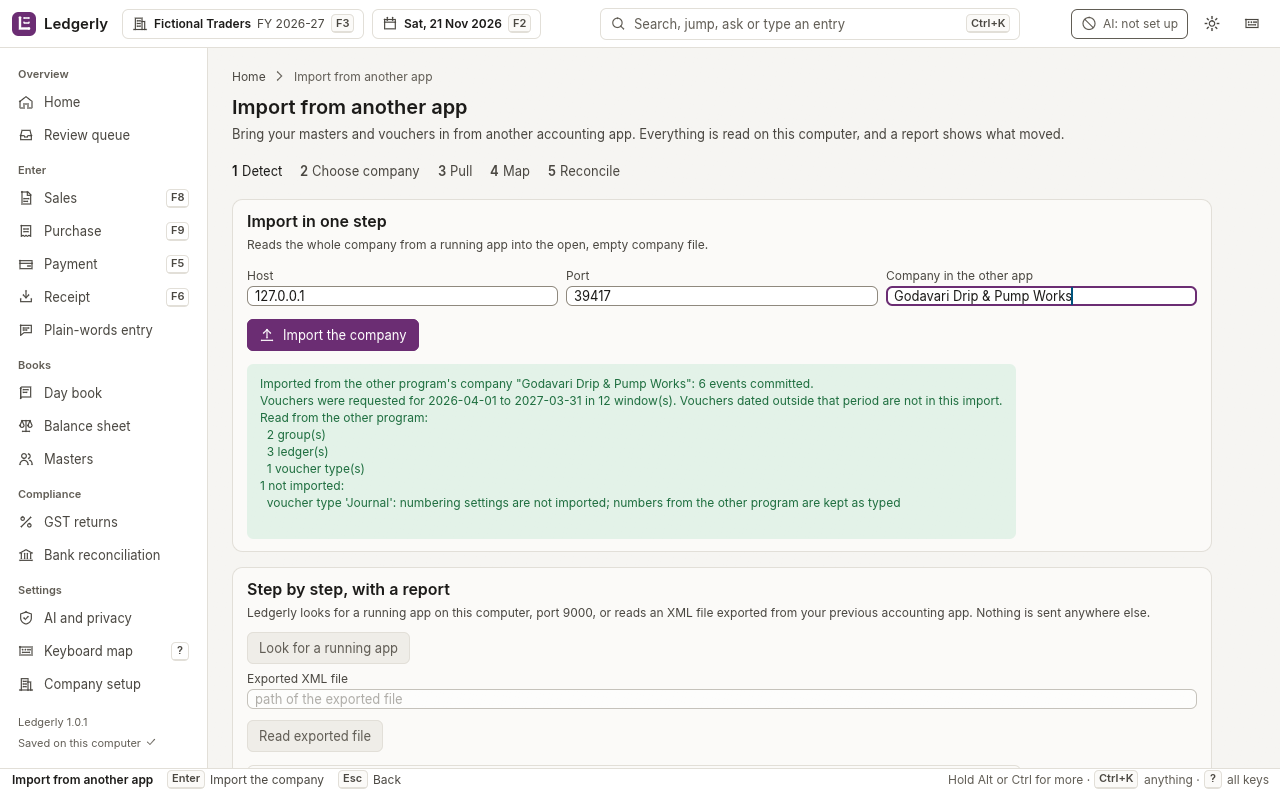 Ledgerly
Fictional Traders FY 2026-27 F3
Sat, 21 Nov 2026 F2
Search, jump, ask or type an entry Ctrl+K
AI: not set up
Overview
Home
Review queue
Enter
Sales F8
Purchase F9
Payment F5
Receipt F6
Plain-words entry
Books
Day book
Balance sheet
Masters
Compliance
GST returns
Bank reconciliation
Settings
AI and privacy
Keyboard map ?
Company setup
Ledgerly 1.0.1
Saved on this computer
Home Import from another app
Import from another app
Bring your masters and vouchers in from another accounting app. Everything is read on this computer, and a report shows what moved.
1 Detect 2 Choose company 3 Pull 4 Map 5 Reconcile
Import in one step
Reads the whole company from a running app into the open, empty company file.
Host Port Company in the other app
127.0.0.1 39417 Godavari Drip & Pump Works
Import the company
Imported from the other program's company "Godavari Drip & Pump Works": 6 events committed.
Vouchers were requested for 2026-04-01 to 2027-03-31 in 12 window(s). Vouchers dated outside that period are not in this import.
Read from the other program:
2 group(s)
3 ledger(s)
1 voucher type(s)
1 not imported:
voucher type 'Journal': numbering settings are not imported; numbers from the other program are kept as typed
Step by step, with a report
Ledgerly looks for a running app on this computer, port 9000, or reads an XML file exported from your previous accounting app. Nothing is sent anywhere else.
Look for a running app
Exported XML file
path of the exported file
Read exported file
Import from another app Enter Import the company Esc Back
Hold Alt or Ctrl for more · Ctrl+K anything · ? all keys